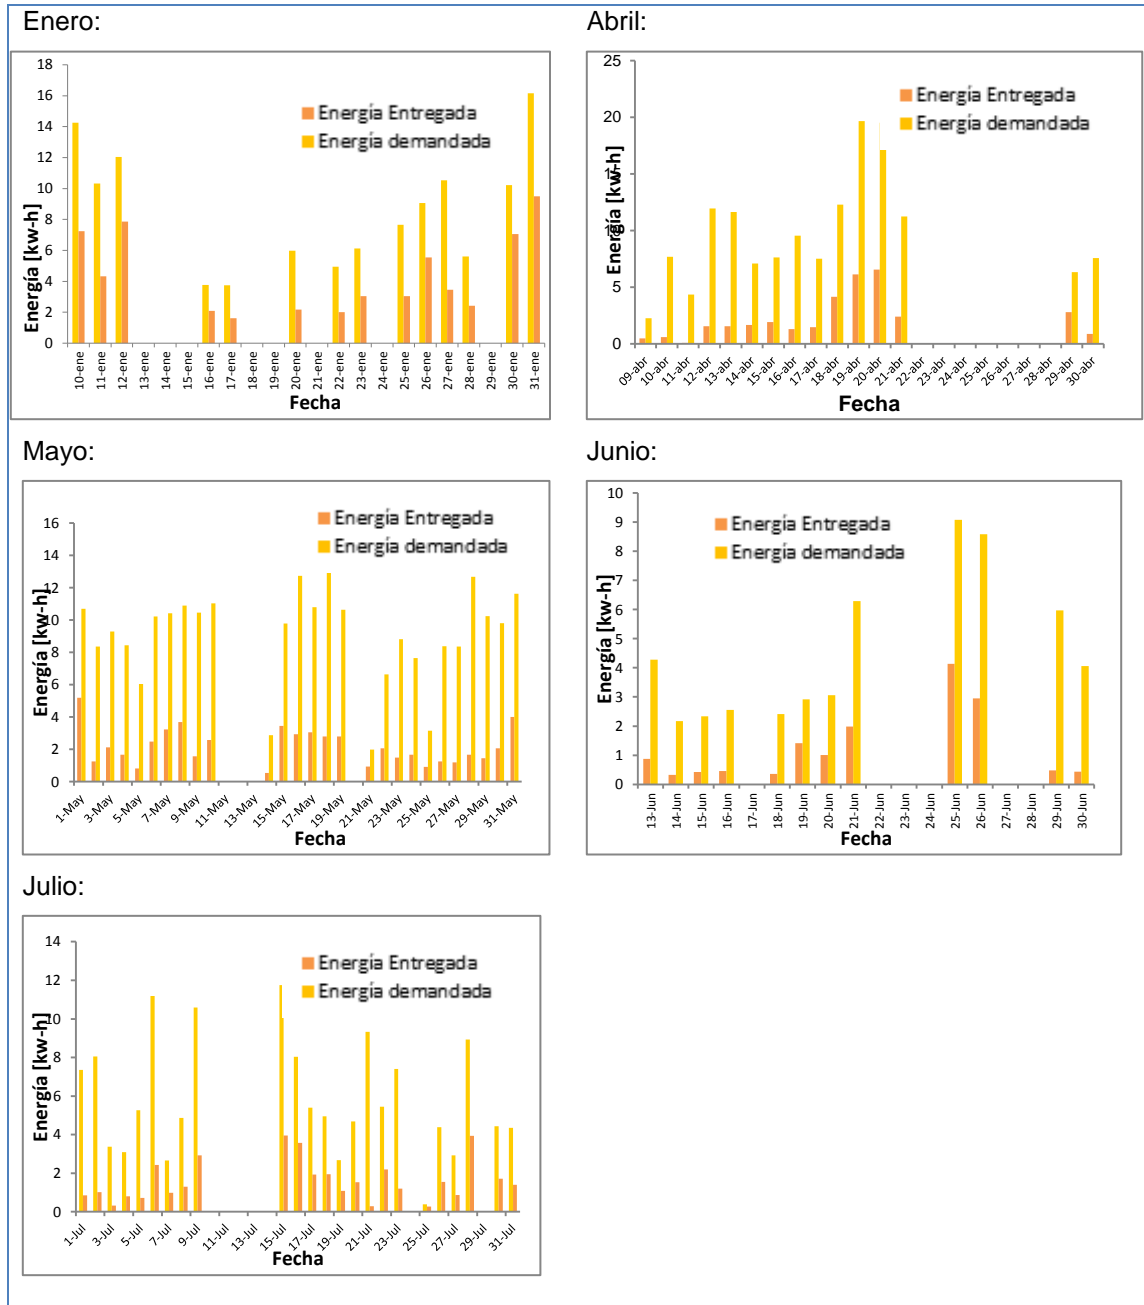 Enero:
Abril:
18
16
14
12
10
8
6
4
2
0
Energía [kw-h]
Energía Entregada
Energía demandada
10-ene
11-ene
12-ene
13-ene
14-ene
15-ene
16-ene
17-ene
18-ene
19-ene
20-ene
21-ene
22-ene
23-ene
24-ene
25-ene
26-ene
27-ene
28-ene
29-ene
30-ene
31-ene
Fecha
25
20
15
10
5
0
Energía [kw-h]
Energía Entregada
Energía demandada
09-abr
10-abr
11-abr
12-abr
13-abr
14-abr
15-abr
16-abr
17-abr
18-abr
19-abr
20-abr
21-abr
22-abr
23-abr
24-abr
25-abr
26-abr
27-abr
28-abr
29-abr
30-abr
Fecha
Mayo:
Junio:
16
14
12
10
8
6
4
2
0
Energía [kw-h]
Energía Entregada
Energía demandada
1-May
3-May
5-May
7-May
9-May
11-May
13-May
15-May
17-May
19-May
21-May
23-May
25-May
27-May
29-May
31-May
Fecha
10
9
8
7
6
5
4
3
2
1
0
Energía [kw-h]
Energía Entregada
Energía demandada
13-Jun
14-Jun
15-Jun
16-Jun
17-Jun
18-Jun
19-Jun
20-Jun
21-Jun
22-Jun
23-Jun
24-Jun
25-Jun
26-Jun
27-Jun
28-Jun
29-Jun
30-Jun
Fecha
Julio:
14
12
10
8
6
4
2
0
Energía [kw-h]
Energía Entregada
Energía demandada
1-Jul
3-Jul
5-Jul
7-Jul
9-Jul
11-Jul
13-Jul
15-Jul
17-Jul
19-Jul
21-Jul
23-Jul
25-Jul
27-Jul
29-Jul
31-Jul
Fecha